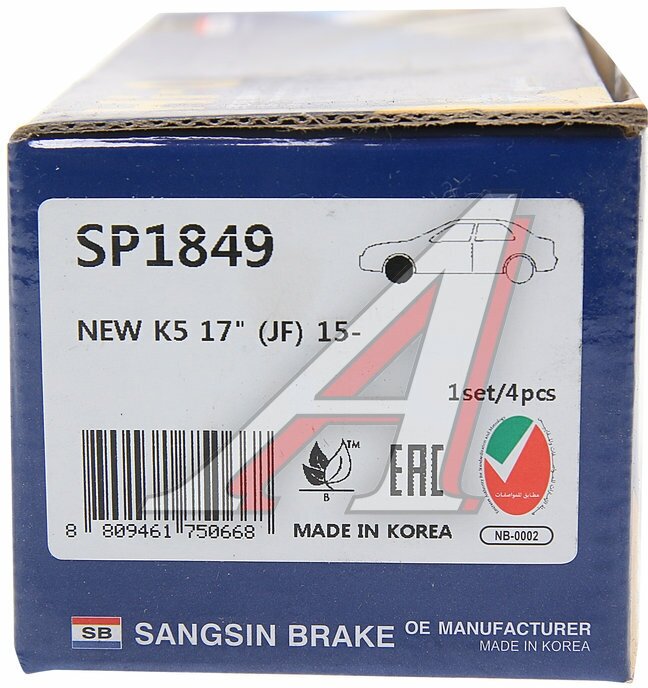 SP1849
NEW K5 17" (JF) 15-
1set/4pcs
TM
B
EAC
8 809461 750668
MADE IN KOREA
NB-0002
SB SANGSIN BRAKE OE MANUFACTURER
MADE IN KOREA